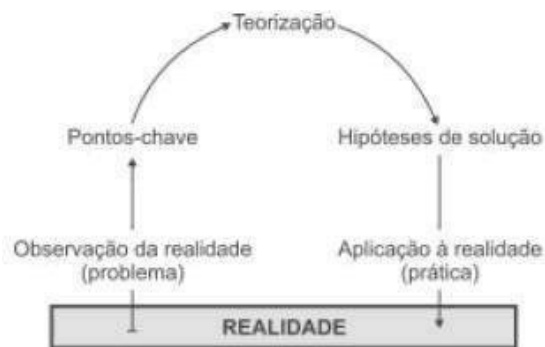 Teorização
Pontos-chave
Hipóteses de solução
Observação da realidade
(problema)
Aplicação à realidade
(prática)
REALIDADE